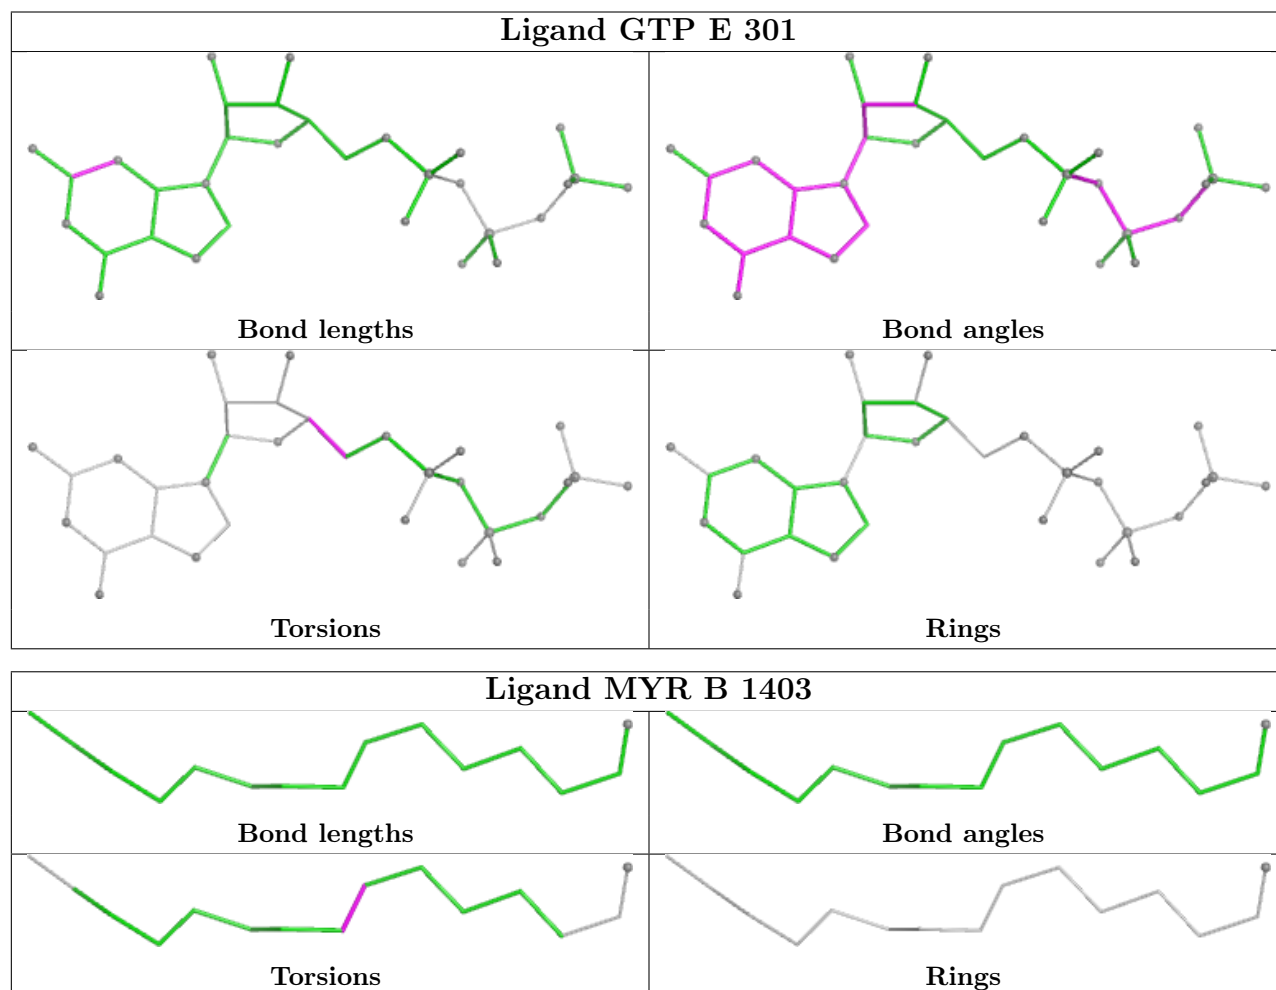 Ligand GTP E 301
Bond lengths
Bond angles
Torsions
Rings
Ligand MYR B 1403
Bond lengths
Bond angles
Torsions
Rings